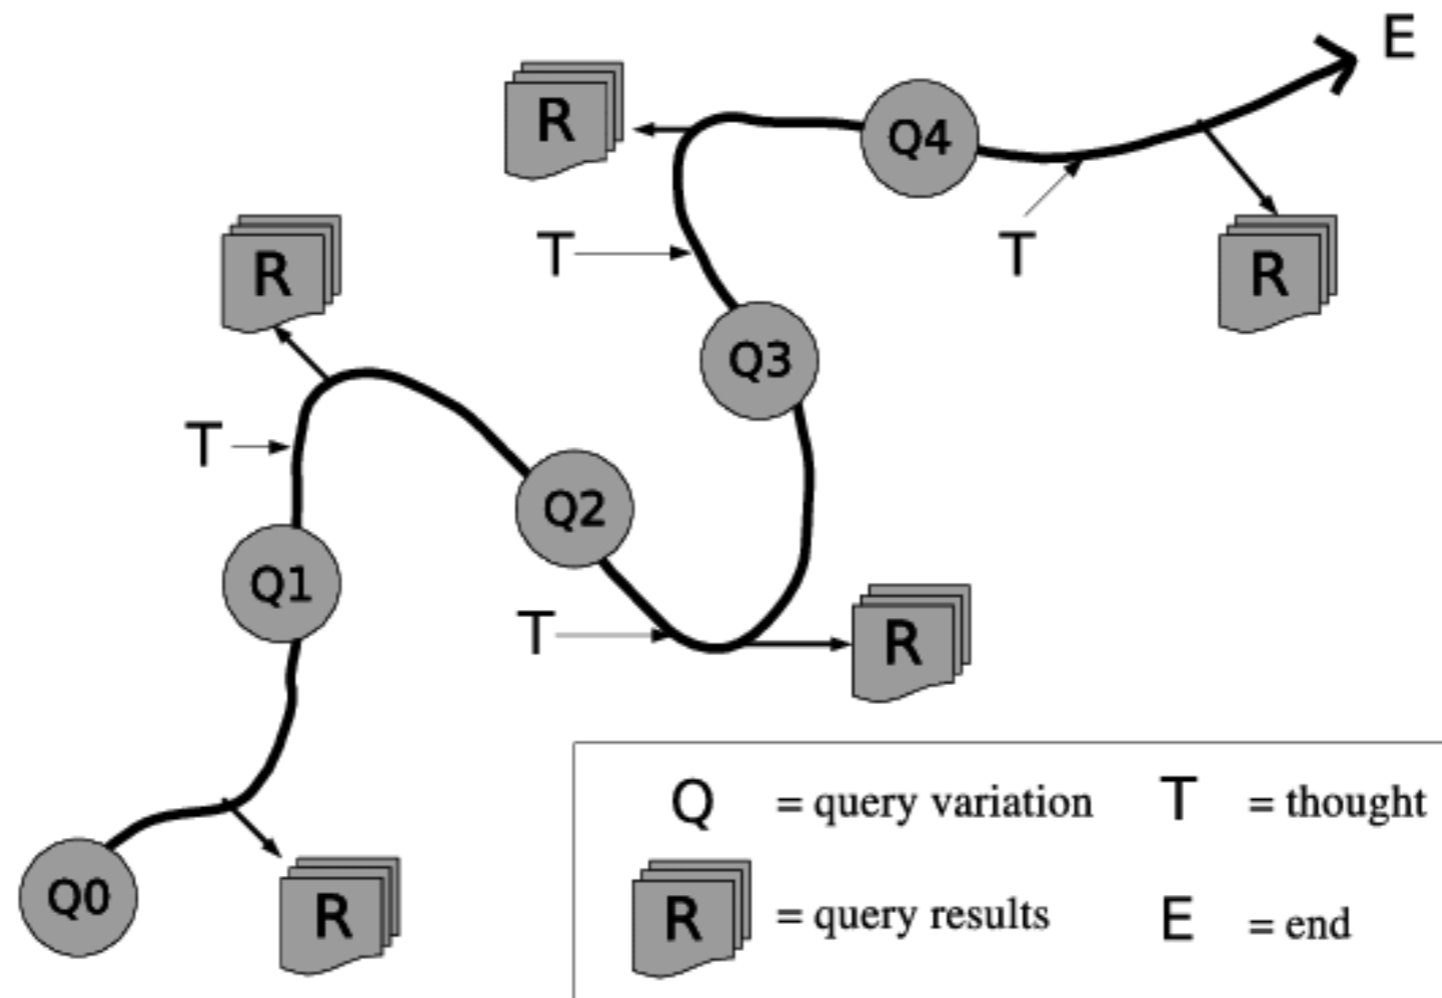 E
R
Q4
R
T
T
R
Q3
T
Q2
Q1
T
R
Q0
R
Q = query variation T = thought
R = query results E = end